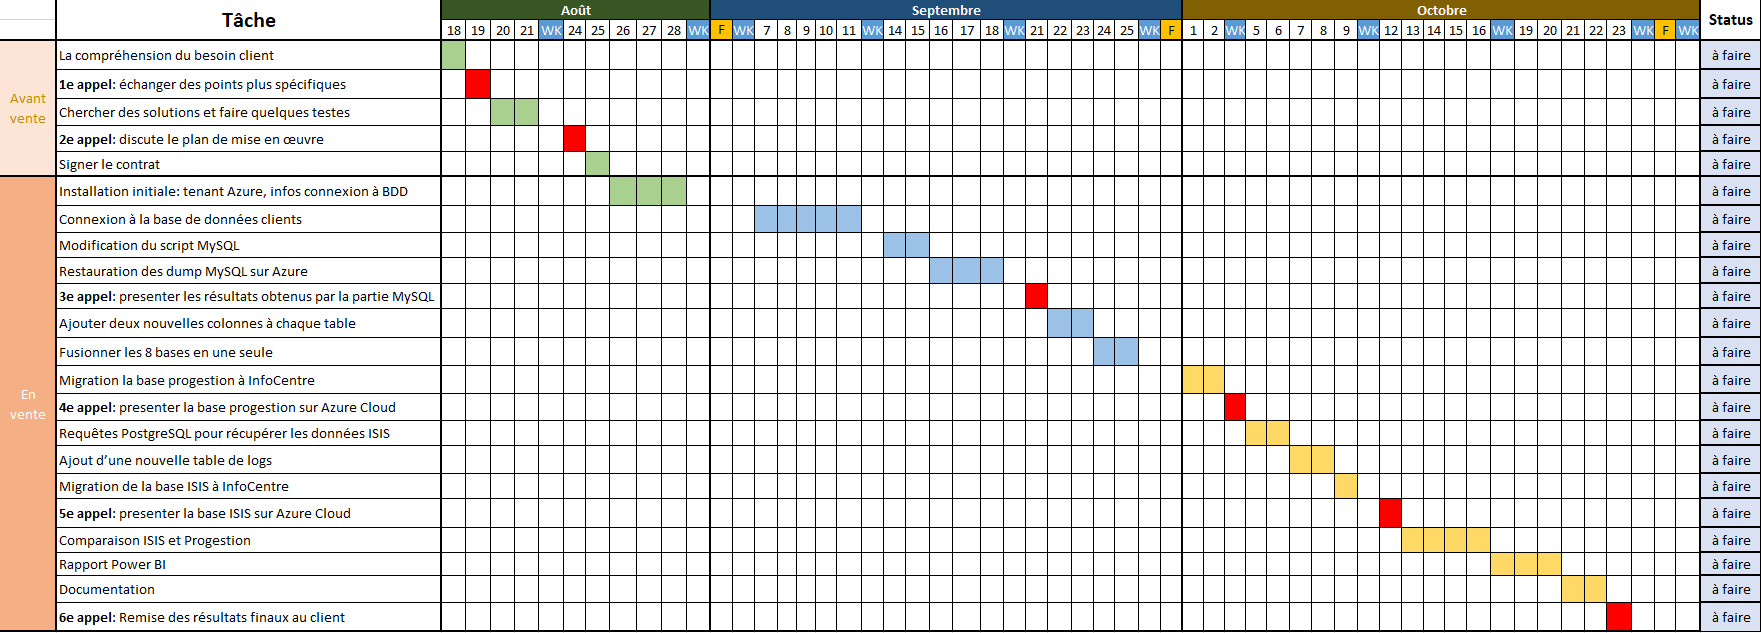 Tâche
Août
Septembre
Octobre
Status
18 19 20 21 WK 24 25 26 27 28 WK F WK 7 8 9 10 11 WK 14 15 16 17 18 WK 21 22 23 24 25 WK F 1 2 WK 5 6 7 8 9 WK 12 13 14 15 16 WK 19 20 21 22 23 WK F WK
Avant
vente
La compréhension du besoin client à faire
1e appel: échanger des points plus spécifiques à faire
Chercher des solutions et faire quelques testes à faire
2e appel: discute le plan de mise en œuvre à faire
Signer le contrat à faire
En
vente
Installation initiale: tenant Azure, infos connexion à BDD à faire
Connexion à la base de données clients à faire
Modification du script MySQL à faire
Restauration des dump MySQL sur Azure à faire
3e appel: presenter les résultats obtenus par la partie MySQL à faire
Ajouter deux nouvelles colonnes à chaque table à faire
Fusionner les 8 bases en une seule à faire
Migration la base progestion à InfoCentre à faire
4e appel: presenter la base progestion sur Azure Cloud à faire
Requêtes PostgreSQL pour récupérer les données ISIS à faire
Ajout d’une nouvelle table de logs à faire
Migration de la base ISIS à InfoCentre à faire
5e appel: presenter la base ISIS sur Azure Cloud à faire
Comparaison ISIS et Progestion à faire
Rapport Power BI à faire
Documentation à faire
6e appel: Remise des résultats finaux au client à faire